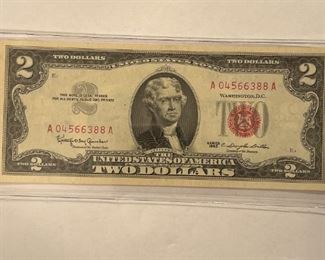 2 TWO DOLLARS TWO DOLLARS 2
THIS NOTE IS LEGAL TENDER
FOR ALL DEBTS, PUBLIC AND PRIVATE
A 04566388 A
WASHINGTON, D.C.
TWO
A 04566388 A
SERIES
1963
THE
UNITED STATES OF AMERICA
2 TWO DOLLARS 2